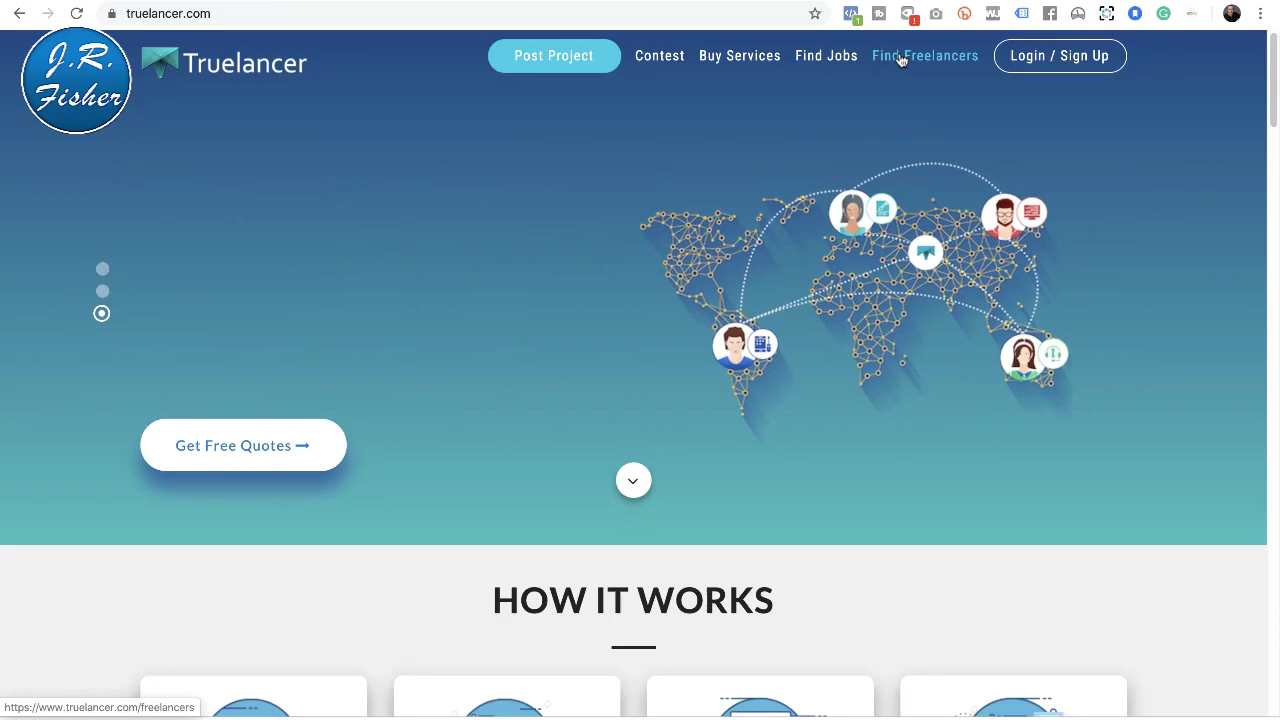 truelancer.com
J.R.
Fisher
Truelancer
Post Project
Contest
Buy Services
Find Jobs
Find Freelancers
Login / Sign Up
Get Free Quotes
HOW IT WORKS
https://www.truelancer.com/freelancers